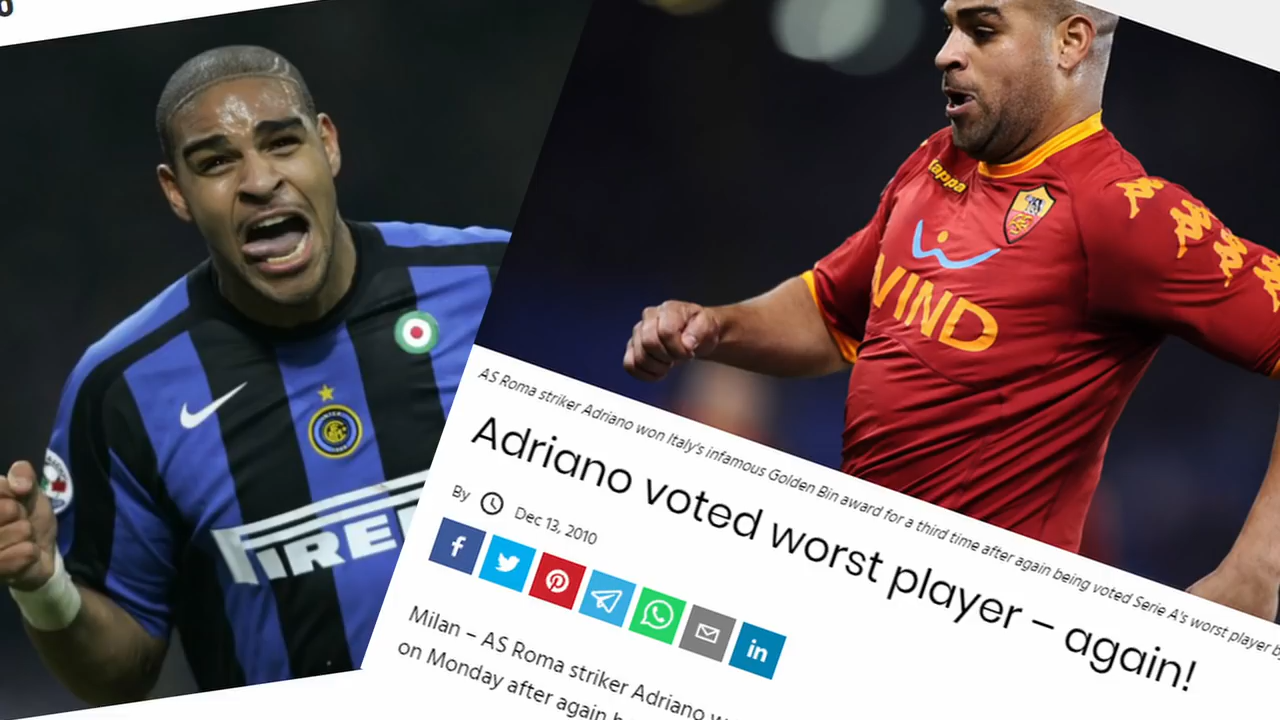 PIRE
Kappa
WIND
AS Roma striker Adriano won Italy's infamous Golden Bin award for a third time after again being voted Serie A's worst player
Adriano voted worst player – again!
By Dec 13, 2010
Milan – AS Roma striker Adriano
on Monday after again